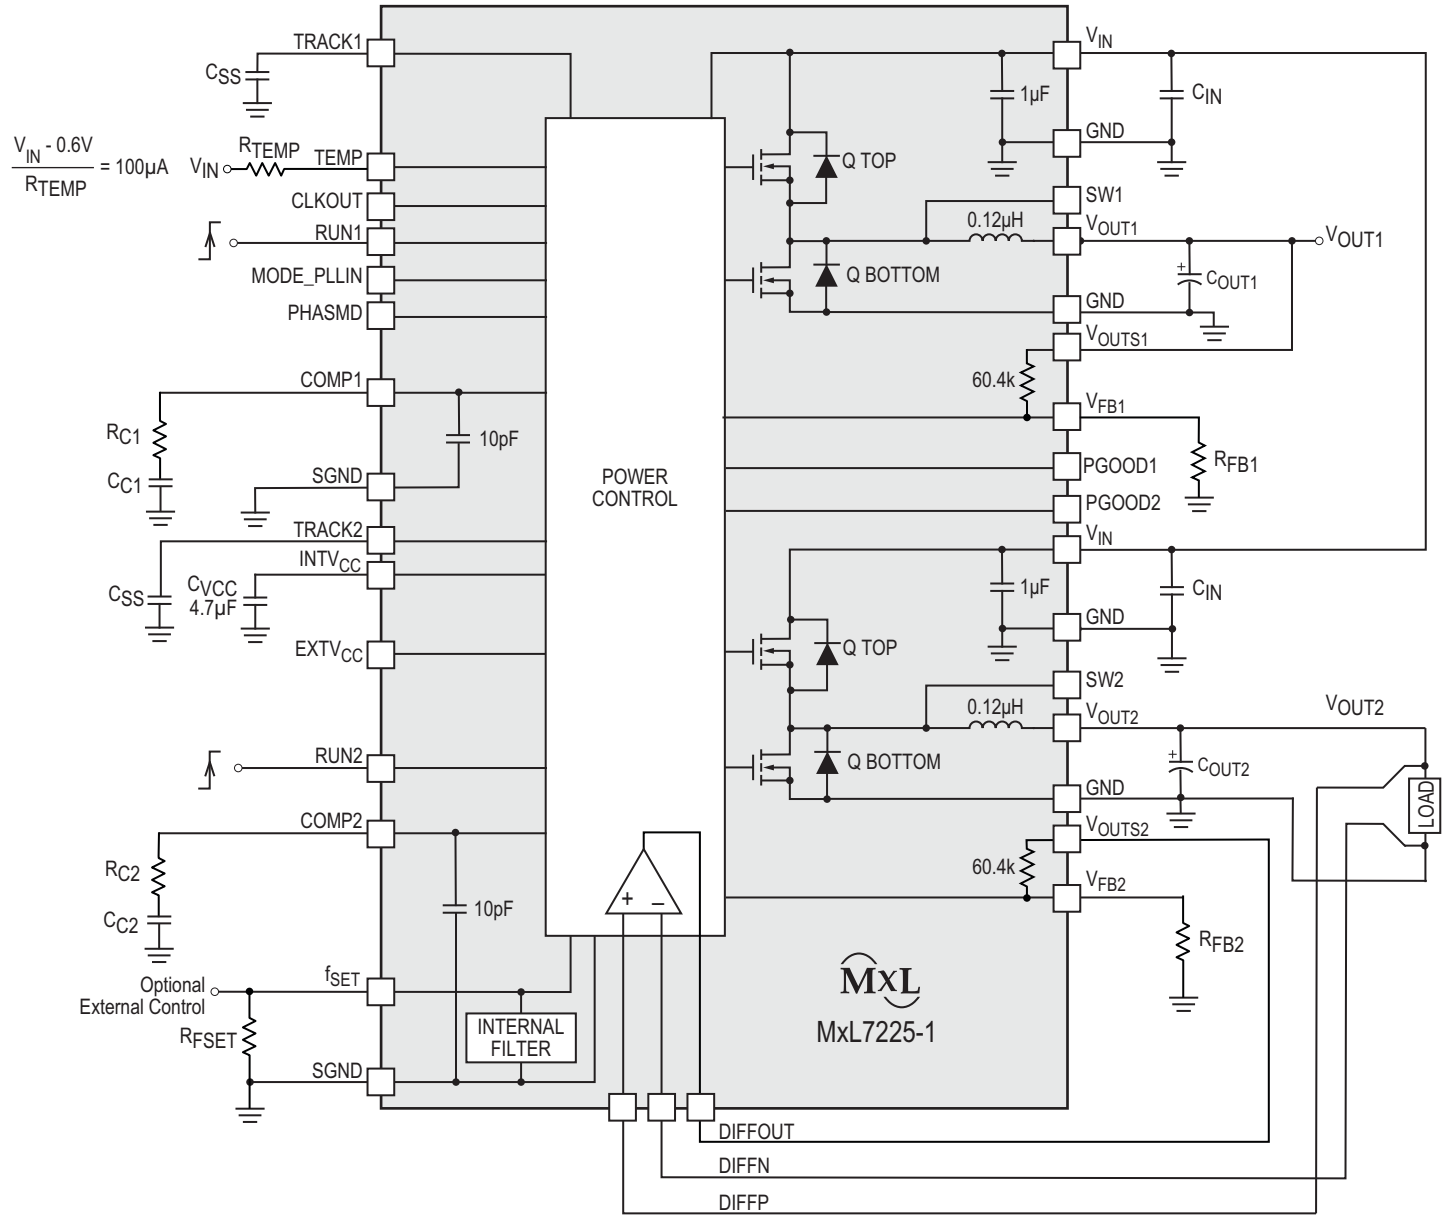 TRACK1
CSS
VIN - 0.6V
RTEMP
= 100µA
VIN
RTEMP
TEMP
CLKOUT
RUN1
MODE_PLLIN
PHASMD
COMP1
RC1
CC1
10pF
SGND
TRACK2
INTVCC
CSS
CVCC
4.7µF
EXTVCC
RUN2
COMP2
RC2
CC2
10pF
Optional
External Control
fSET
RFSET
INTERNAL
FILTER
SGND
POWER
CONTROL
+
–
VIN
1µF
CIN
GND
Q TOP
SW1
0.12µH
VOUT1
VOUT1
Q BOTTOM
+
COUT1
GND
VOUTS1
60.4k
VFB1
RFB1
PGOOD1
PGOOD2
VIN
1µF
CIN
GND
Q TOP
SW2
0.12µH
VOUT2
VOUT2
Q BOTTOM
+
COUT2
GND
LOAD
VOUTS2
60.4k
VFB2
RFB2
MxL
MxL7225-1
DIFFOUT
DIFFN
DIFFP